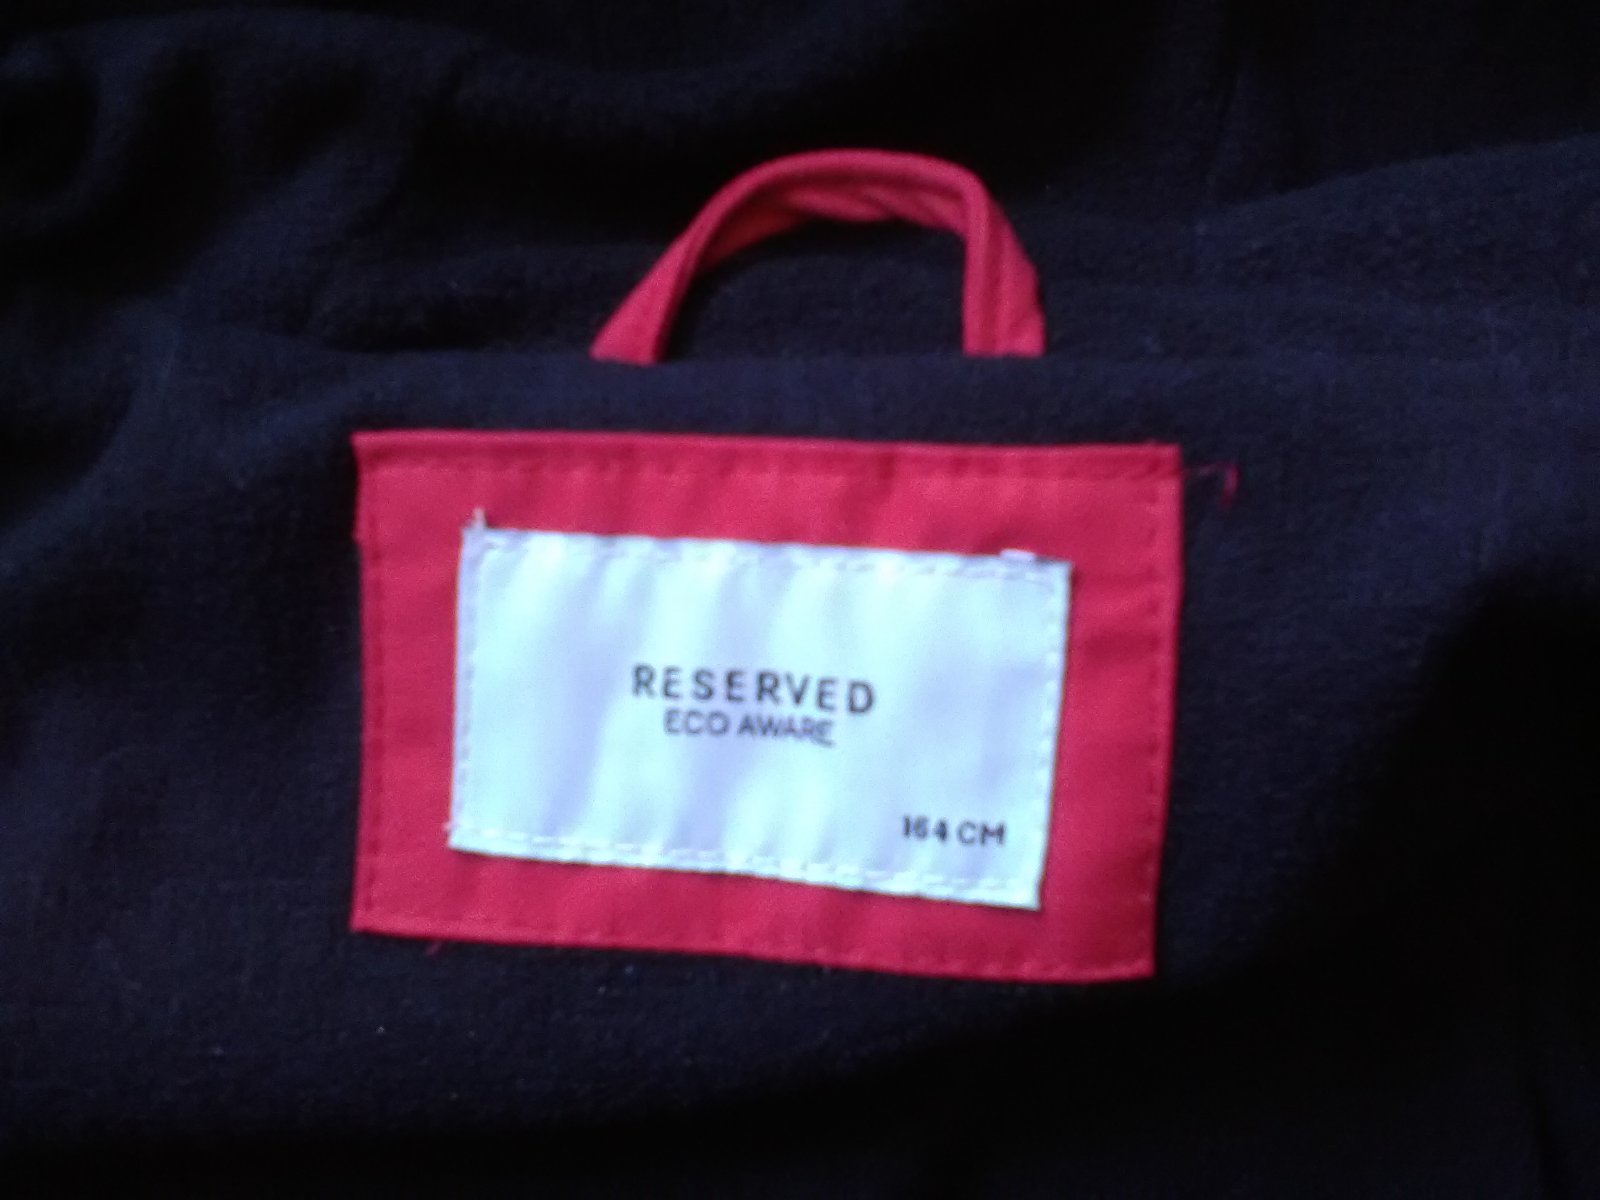 RESERVED
ECO AWARE
164 CM